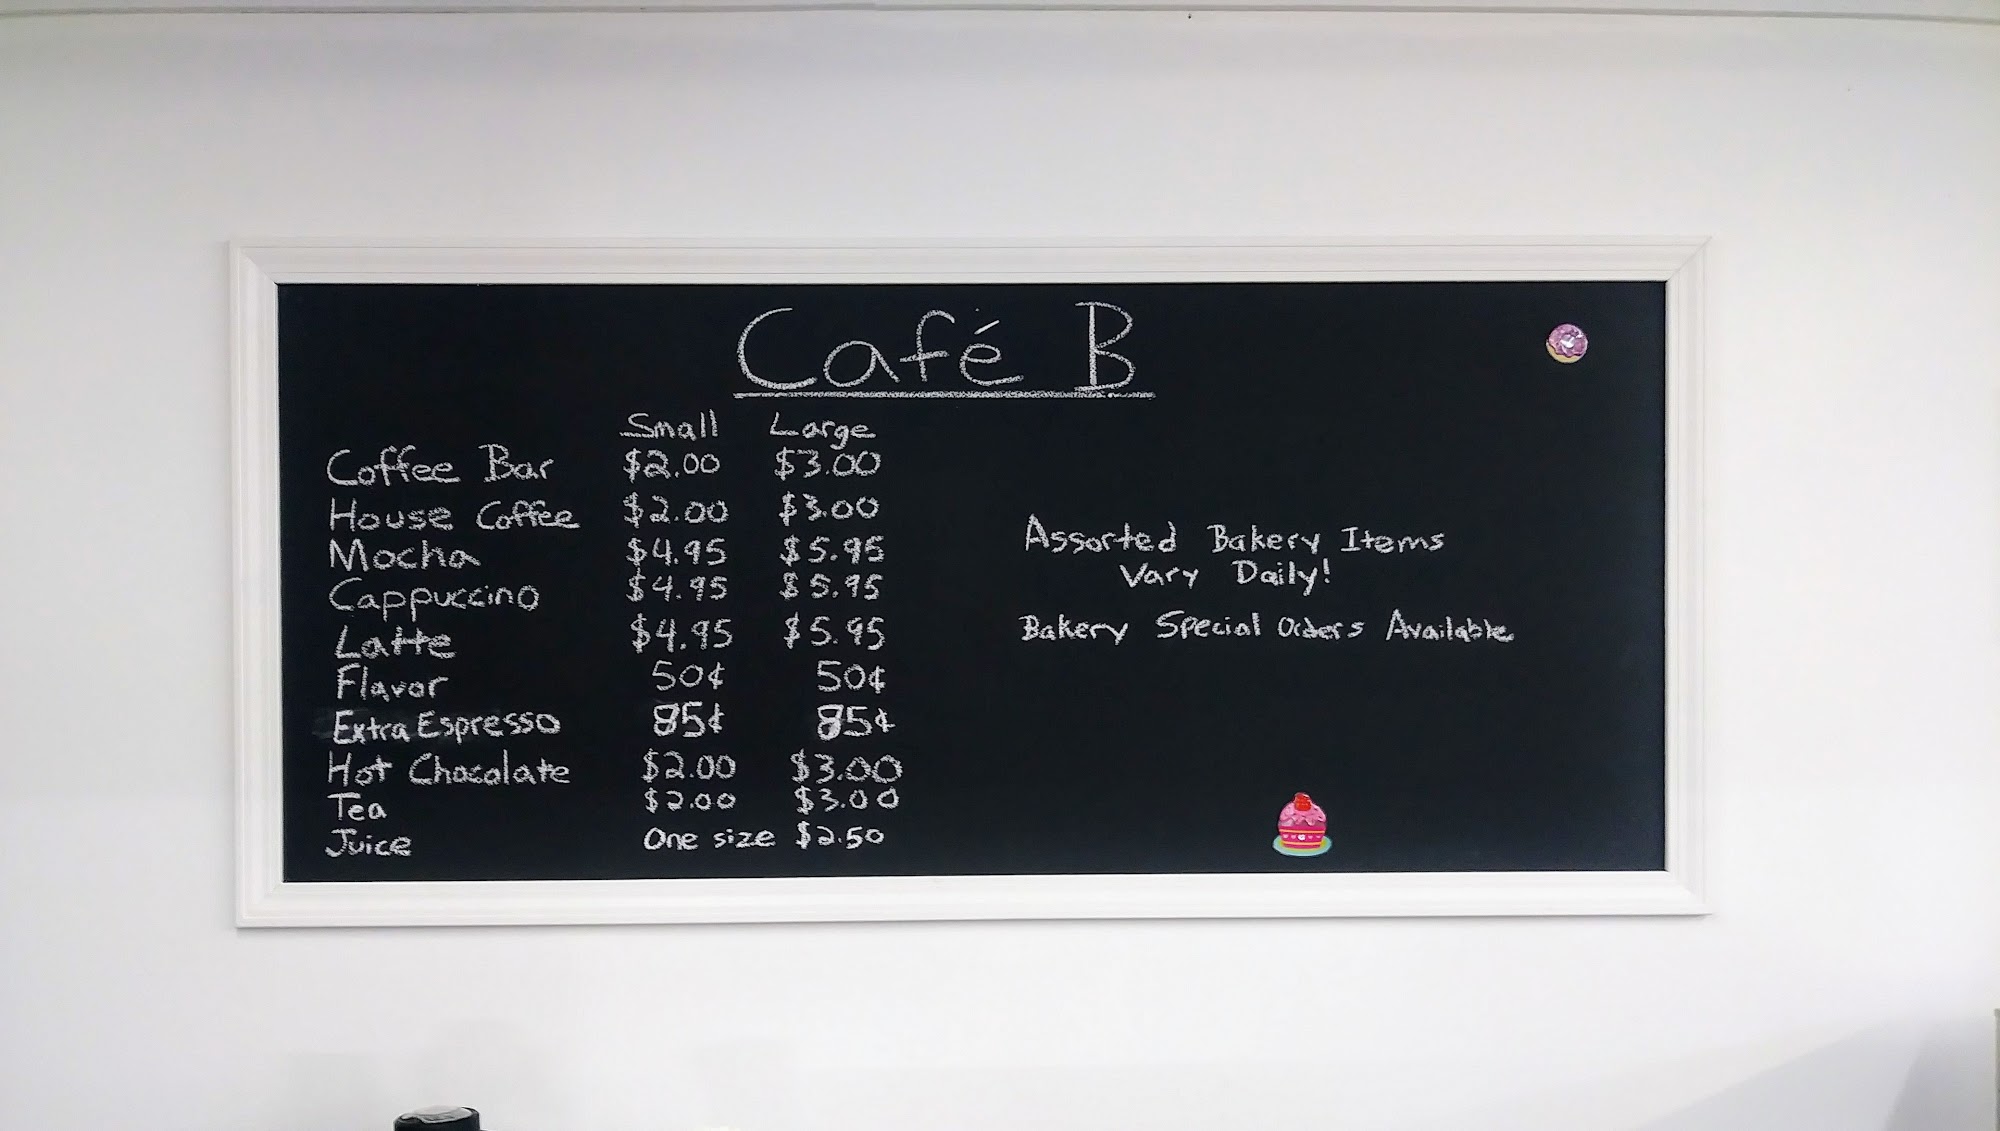 Café B
Small Large
Coffee Bar $2.00 $3.00
House Coffee $2.00 $3.00
Mocha $4.95 $5.95
Cappuccino $4.95 $5.95
Latte $4.95 $5.95
Flavor 50¢ 50¢
Extra Espresso 85¢ 85¢
Hot Chocolate $2.00 $3.00
Tea $2.00 $3.00
Juice One size $2.50
Assorted Bakery Items
Vary Daily!
Bakery Special Orders Available